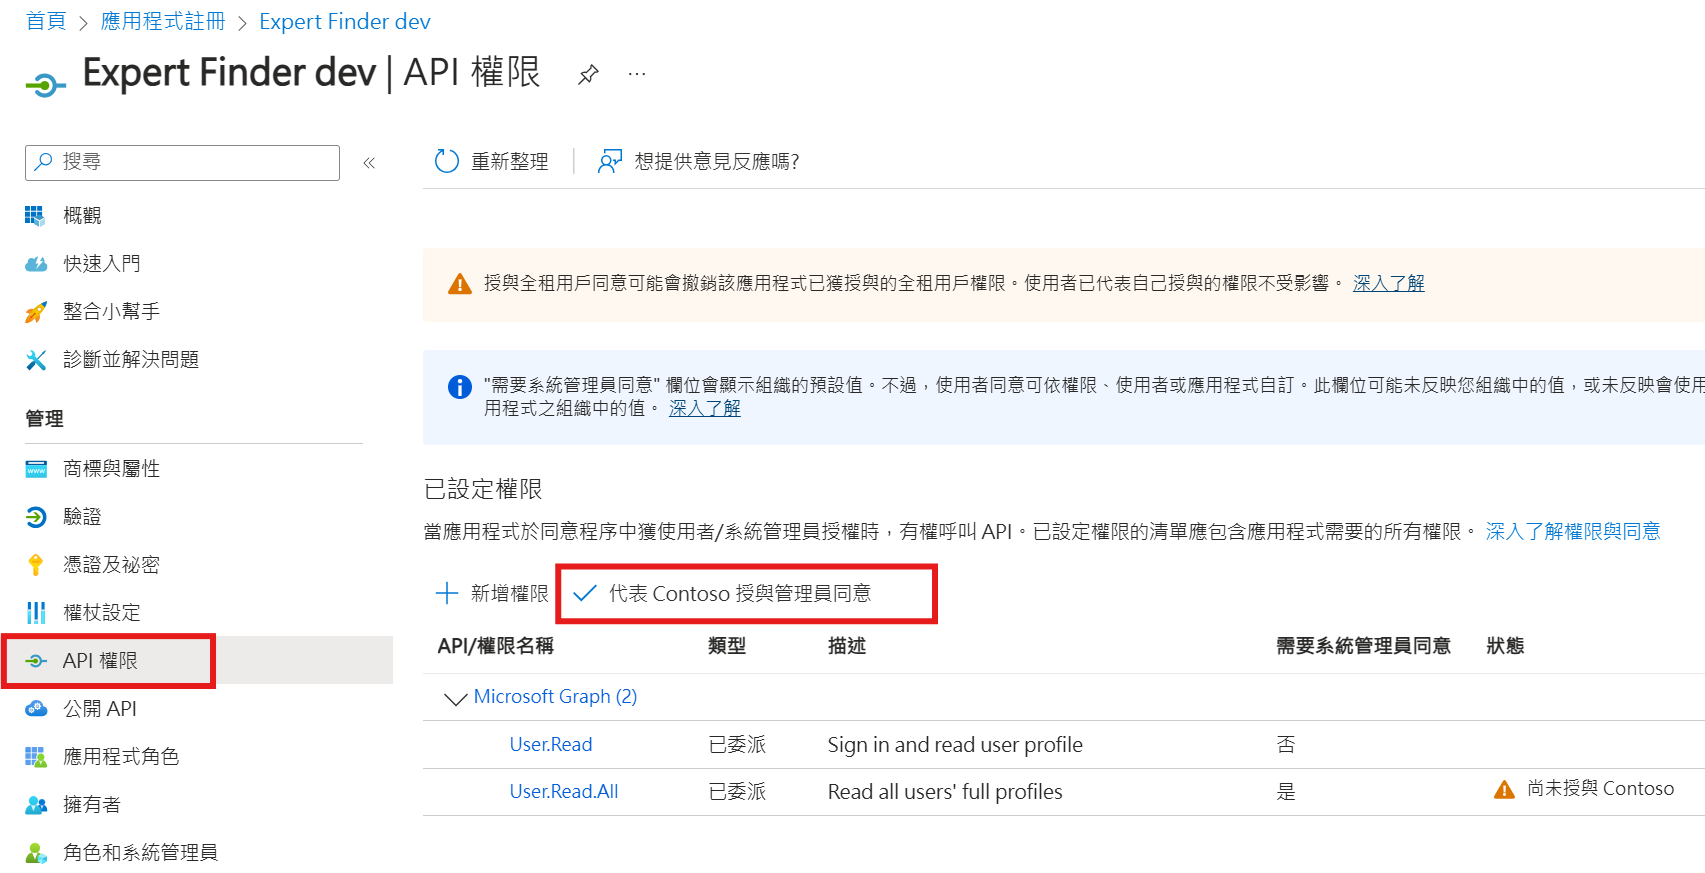 首頁 > 應用程式註冊 > Expert Finder dev
Expert Finder dev | API 權限
搜尋
概觀
快速入門
整合小幫手
診斷並解決問題
管理
商標與屬性
驗證
憑證及祕密
權杖設定
API 權限
公開 API
應用程式角色
擁有者
角色和系統管理員
重新整理
想提供意見反應嗎?
授與全租用戶同意可能會撤銷該應用程式已獲授與的全租用戶權限。使用者已代表自己授與的權限不受影響。 深入了解
"需要系統管理員同意" 欄位會顯示組織的預設值。不過，使用者同意可依權限、使用者或應用程式自訂。此欄位可能未反映您組織中的值，或未反映會使用
用程式之組織中的值。 深入了解
已設定權限
當應用程式於同意程序中獲使用者/系統管理員授權時，有權呼叫 API。已設定權限的清單應包含應用程式需要的所有權限。 深入了解權限與同意
新增權限 代表 Contoso 授與管理員同意
API/權限名稱 類型 描述 需要系統管理員同意 狀態
Microsoft Graph (2)
User.Read 已委派 Sign in and read user profile 否
User.Read.All 已委派 Read all users' full profiles 是 尚未授與 Contoso